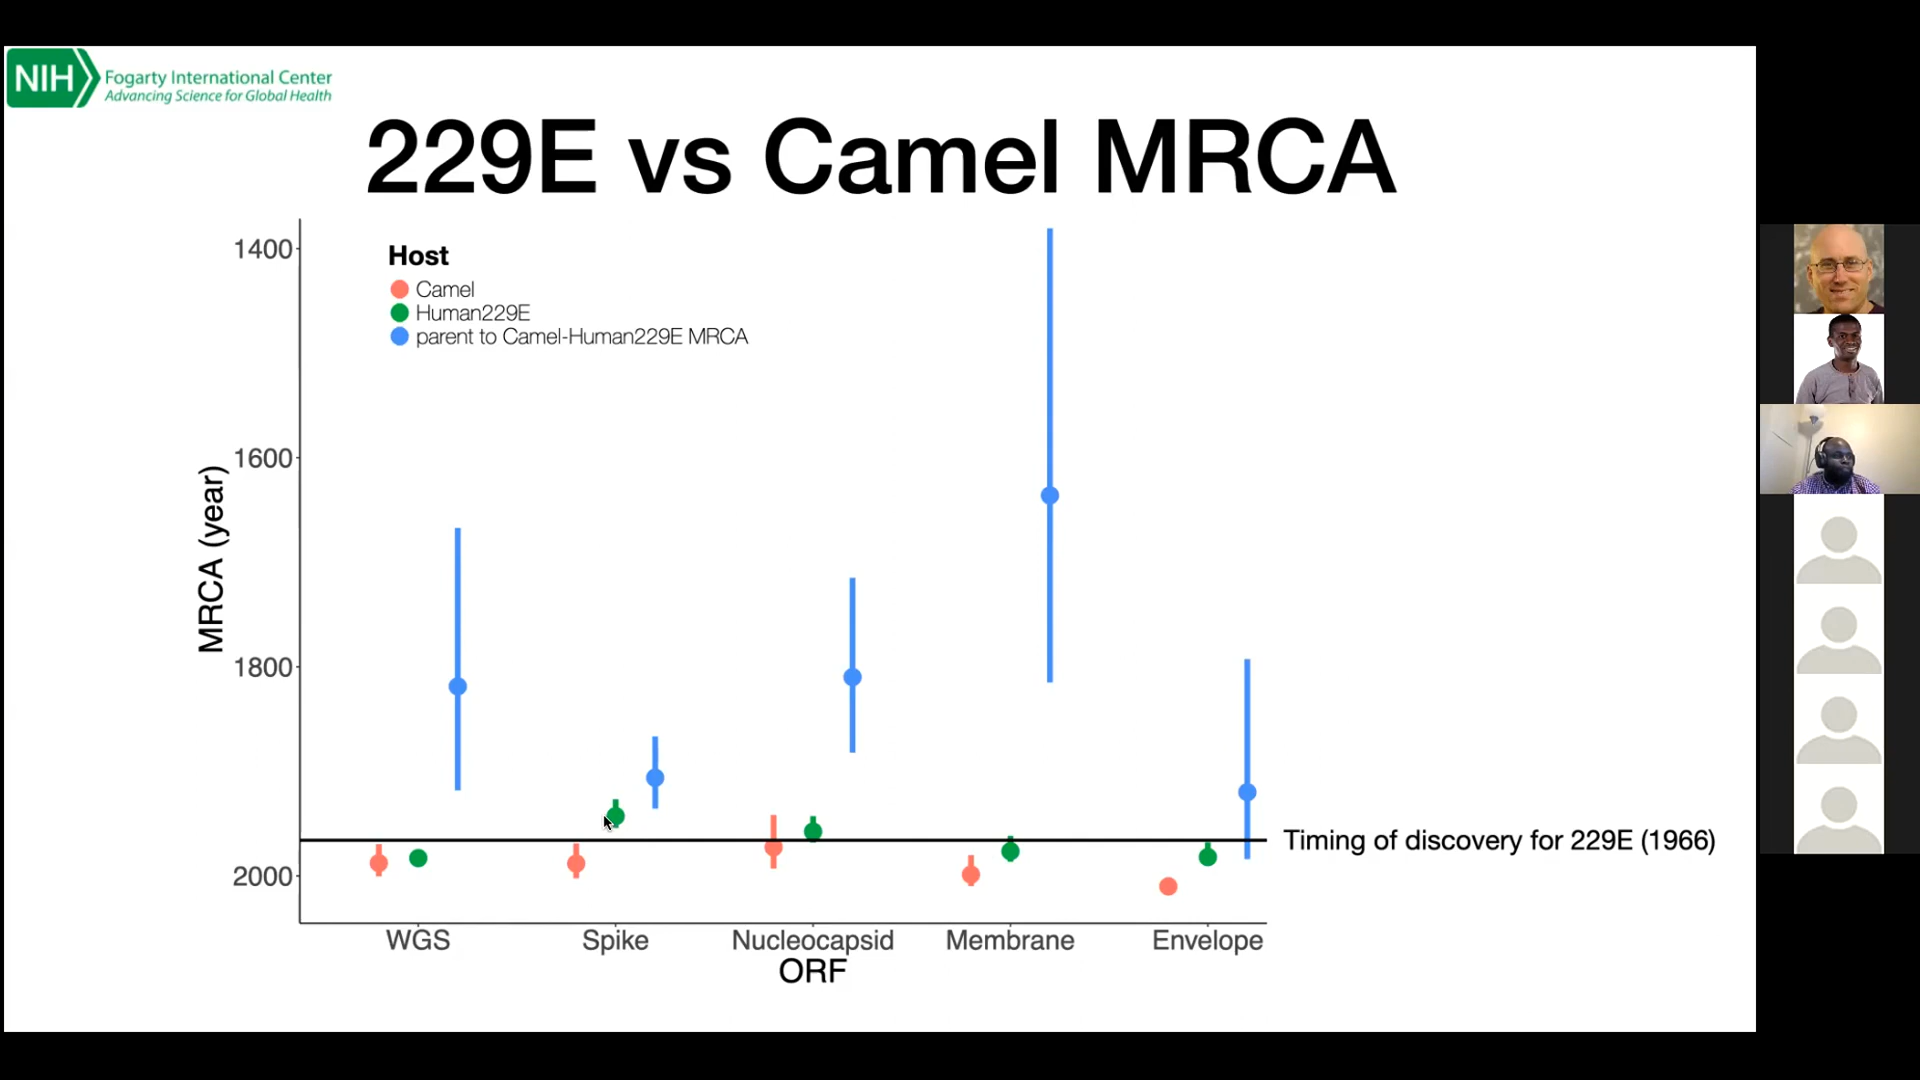 NIH
Fogarty International Center
Advancing Science for Global Health
229E vs Camel MRCA
Host
Camel
Human229E
parent to Camel-Human229E MRCA
MRCA (year)
1400
1600
1800
2000
Timing of discovery for 229E (1966)
WGS
Spike
Nucleocapsid
Membrane
Envelope
ORF